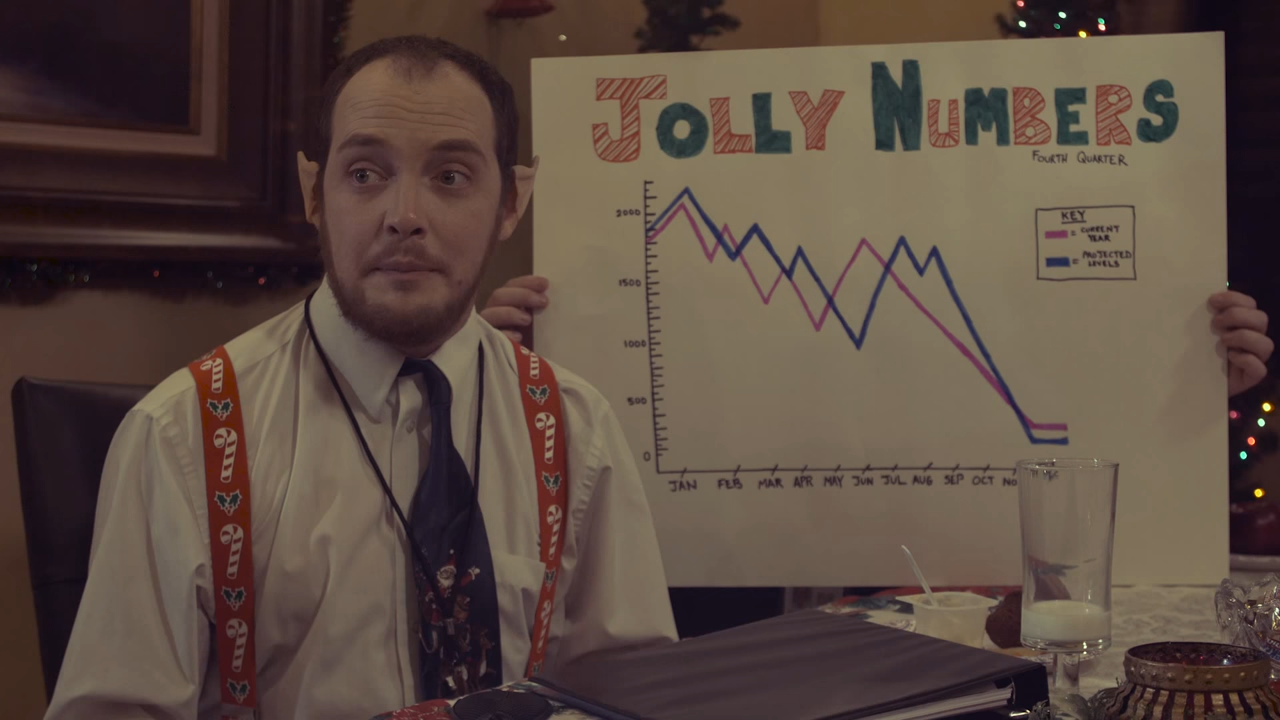 JOLLY NUMBERS
FOURTH QUARTER
KEY
= CURRENT
YEAR
= PROJECTED
LEVELS
2000
1500
1000
500
0
JAN FEB MAR APR MAY JUN JUL AUG SEP OCT NO